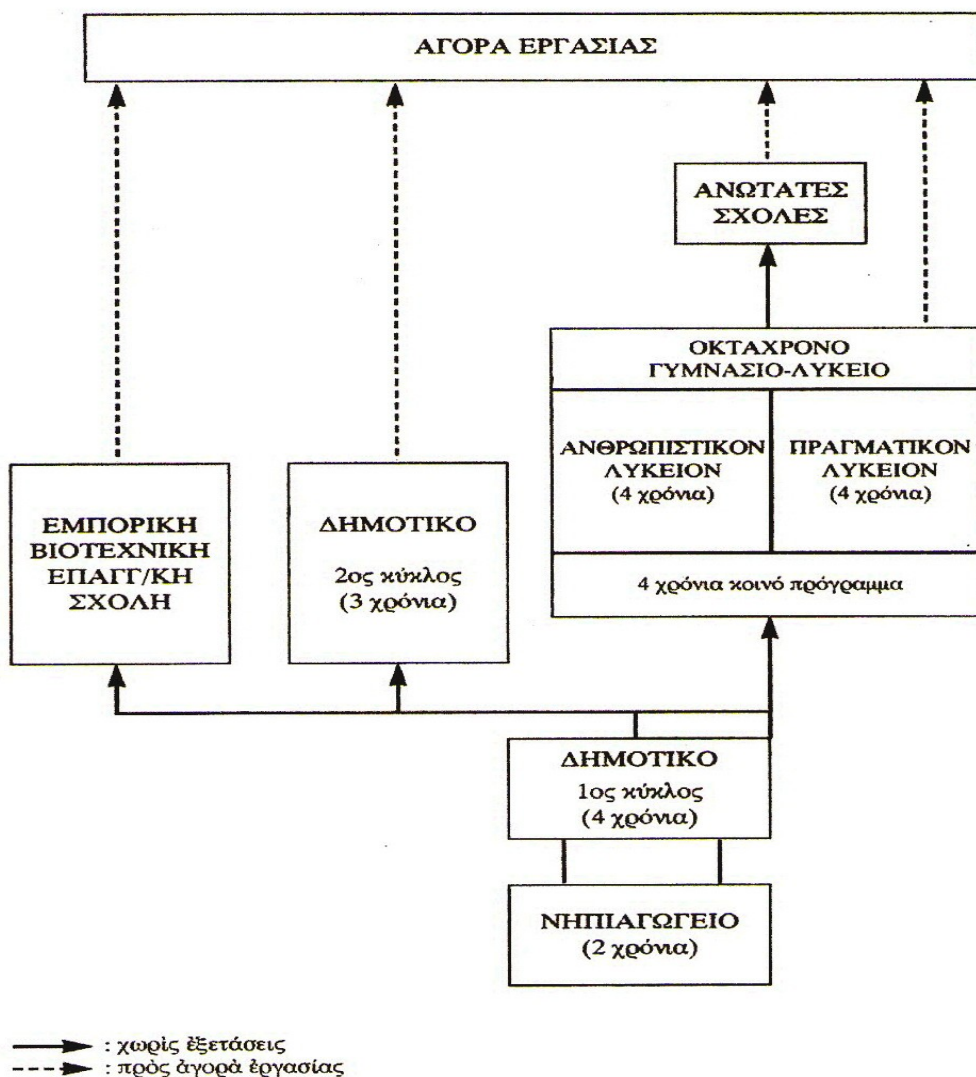 ΑΓΟΡΑ ΕΡΓΑΣΙΑΣ
ΑΝΩΤΑΤΕΣ
ΣΧΟΛΕΣ
ΟΚΤΑΧΡΟΝΟ
ΓΥΜΝΑΣΙΟ-ΛΥΚΕΙΟ
ΑΝΘΡΩΠΙΣΤΙΚΟΝ
ΛΥΚΕΙΟΝ
(4 χρόνια)
ΠΡΑΓΜΑΤΙΚΟΝ
ΛΥΚΕΙΟΝ
(4 χρόνια)
4 χρόνια κοινό πρόγραμμα
ΕΜΠΟΡΙΚΗ
ΒΙΟΤΕΧΝΙΚΗ
ΕΠΑΓΓ/ΚΗ
ΣΧΟΛΗ
ΔΗΜΟΤΙΚΟ
2ος κύκλος
(3 χρόνια)
ΔΗΜΟΤΙΚΟ
1ος κύκλος
(4 χρόνια)
ΝΗΠΙΑΓΩΓΕΙΟ
(2 χρόνια)
: χωρὶς ἐξετάσεις
: πρὸς ἀγορὰ ἐργασίας